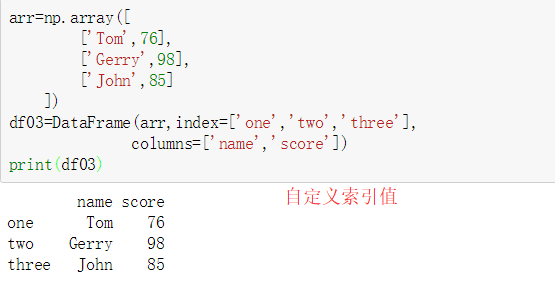 arr=np.array([
        ['Tom',76],
        ['Gerry',98],
        ['John',85]
    ])
df03=DataFrame(arr,index=['one','two','three'],
              columns=['name','score'])
print(df03)
        name score
自定义索引值
one      Tom    76
two    Gerry    98
three   John    85